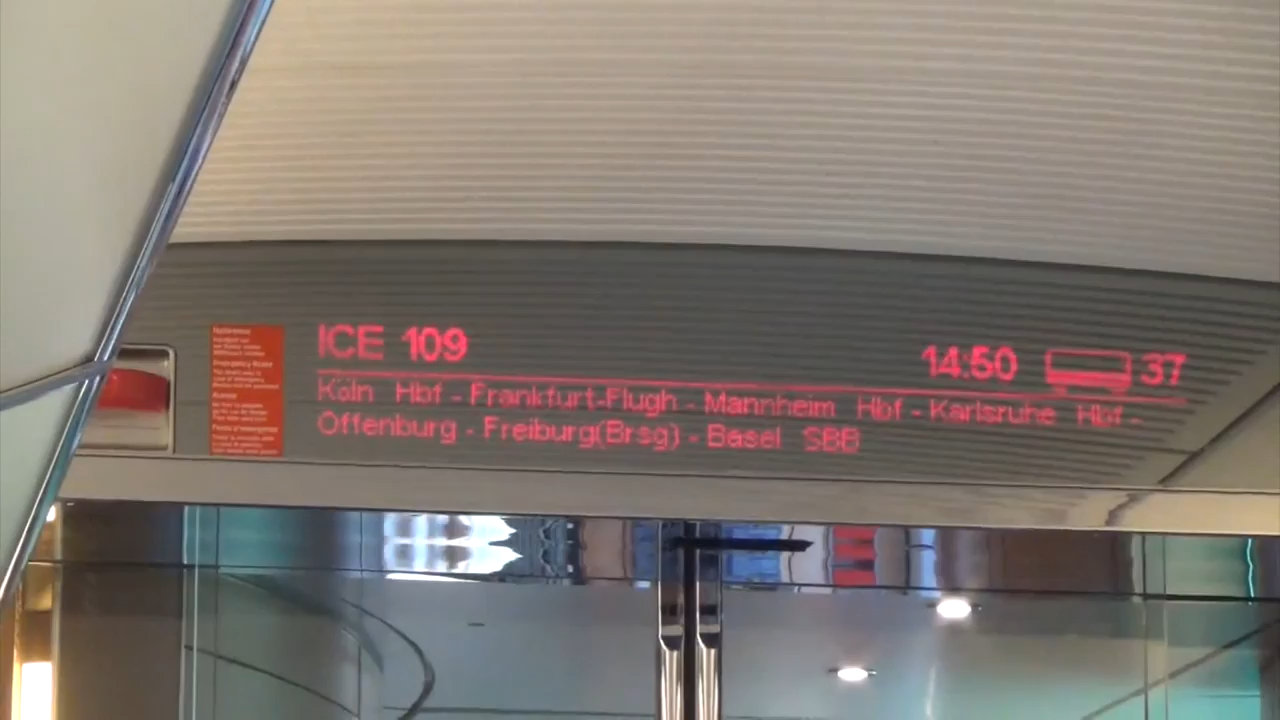 ICE 109 14:50 37
Köln Hbf - Frankfurt-Flugh - Mannheim Hbf - Karlsruhe Hbf -
Offenburg - Freiburg(Brsg) - Basel SBB